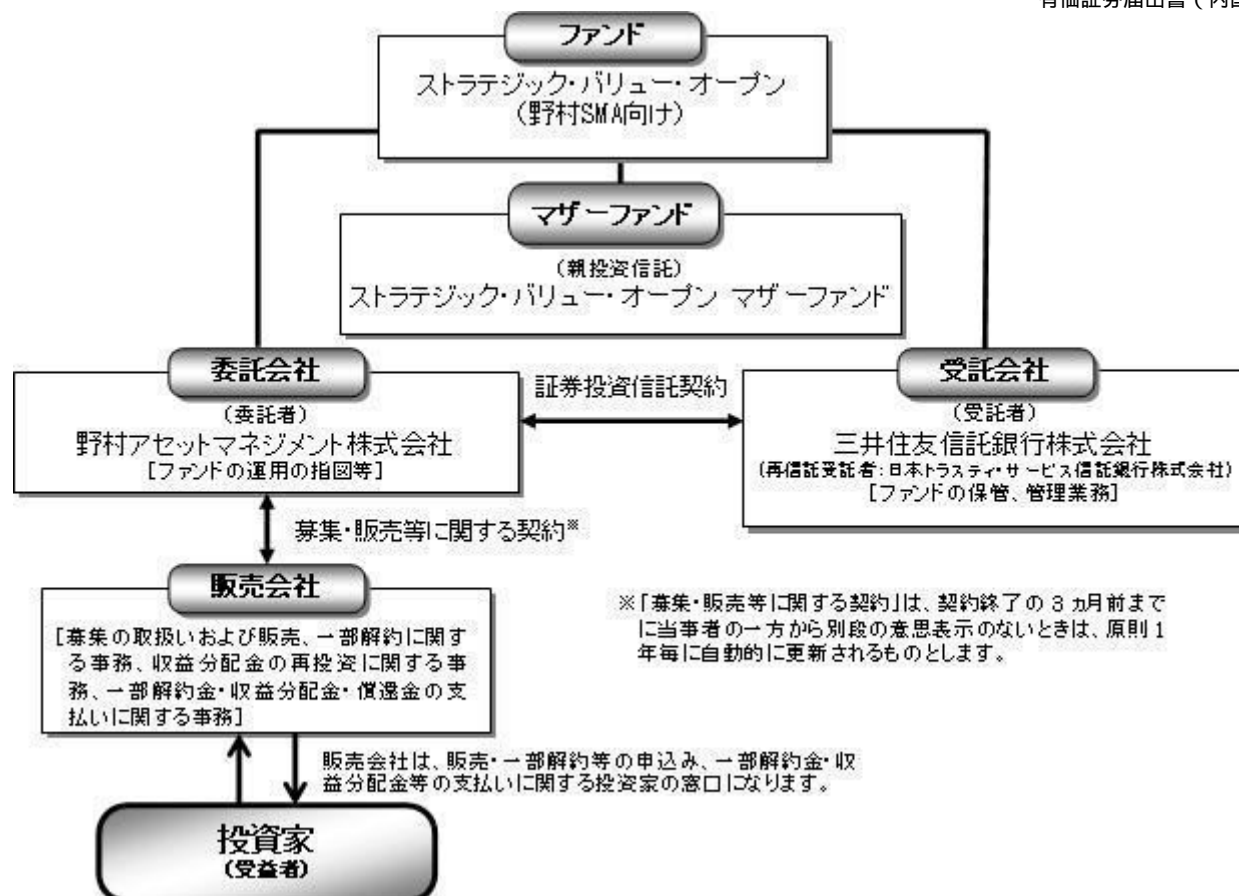 有価証券届出書（内国
ファンド
ストラテジック・バリュー・オープン
（野村SMA向け）
マザーファンド
（親投資信託）
ストラテジック・バリュー・オープン マザーファンド
委託会社
（委託者）
野村アセットマネジメント株式会社
[ファンドの運用の指図等]
証券投資信託契約
受託会社
（受託者）
三井住友信託銀行株式会社
（再信託受託者：日本トラスティ・サービス信託銀行株式会社）
[ファンドの保管、管理業務]
募集・販売等に関する契約※
販売会社
[募集の取扱いおよび販売、一部解約に関す
る事務、収益分配金の再投資に関する事
務、一部解約金・収益分配金・償還金の支
払いに関する事務]
※「募集・販売等に関する契約」は、契約終了の3ヵ月前まで
に当事者の一方から別段の意思表示のないときは、原則1
年毎に自動的に更新されるものとします。
販売会社は、販売・一部解約等の申込み、一部解約金・収
益分配金等の支払いに関する投資家の窓口になります。
投資家
（受益者）